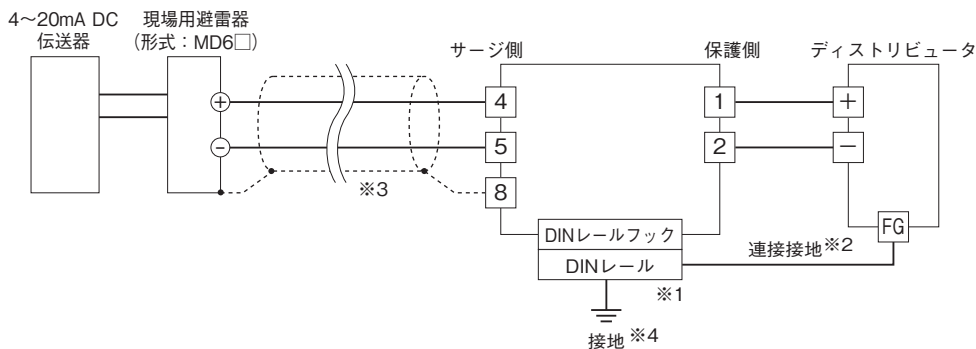 4～20mA DC
伝送器
現場用避雷器
（形式：MD6□）
サージ側
保護側
ディストリビュータ
＋
－
4
5
8
1
2
＋
－
※3
DINレールフック
DINレール
FG
連接接地※2
※1
接地※4